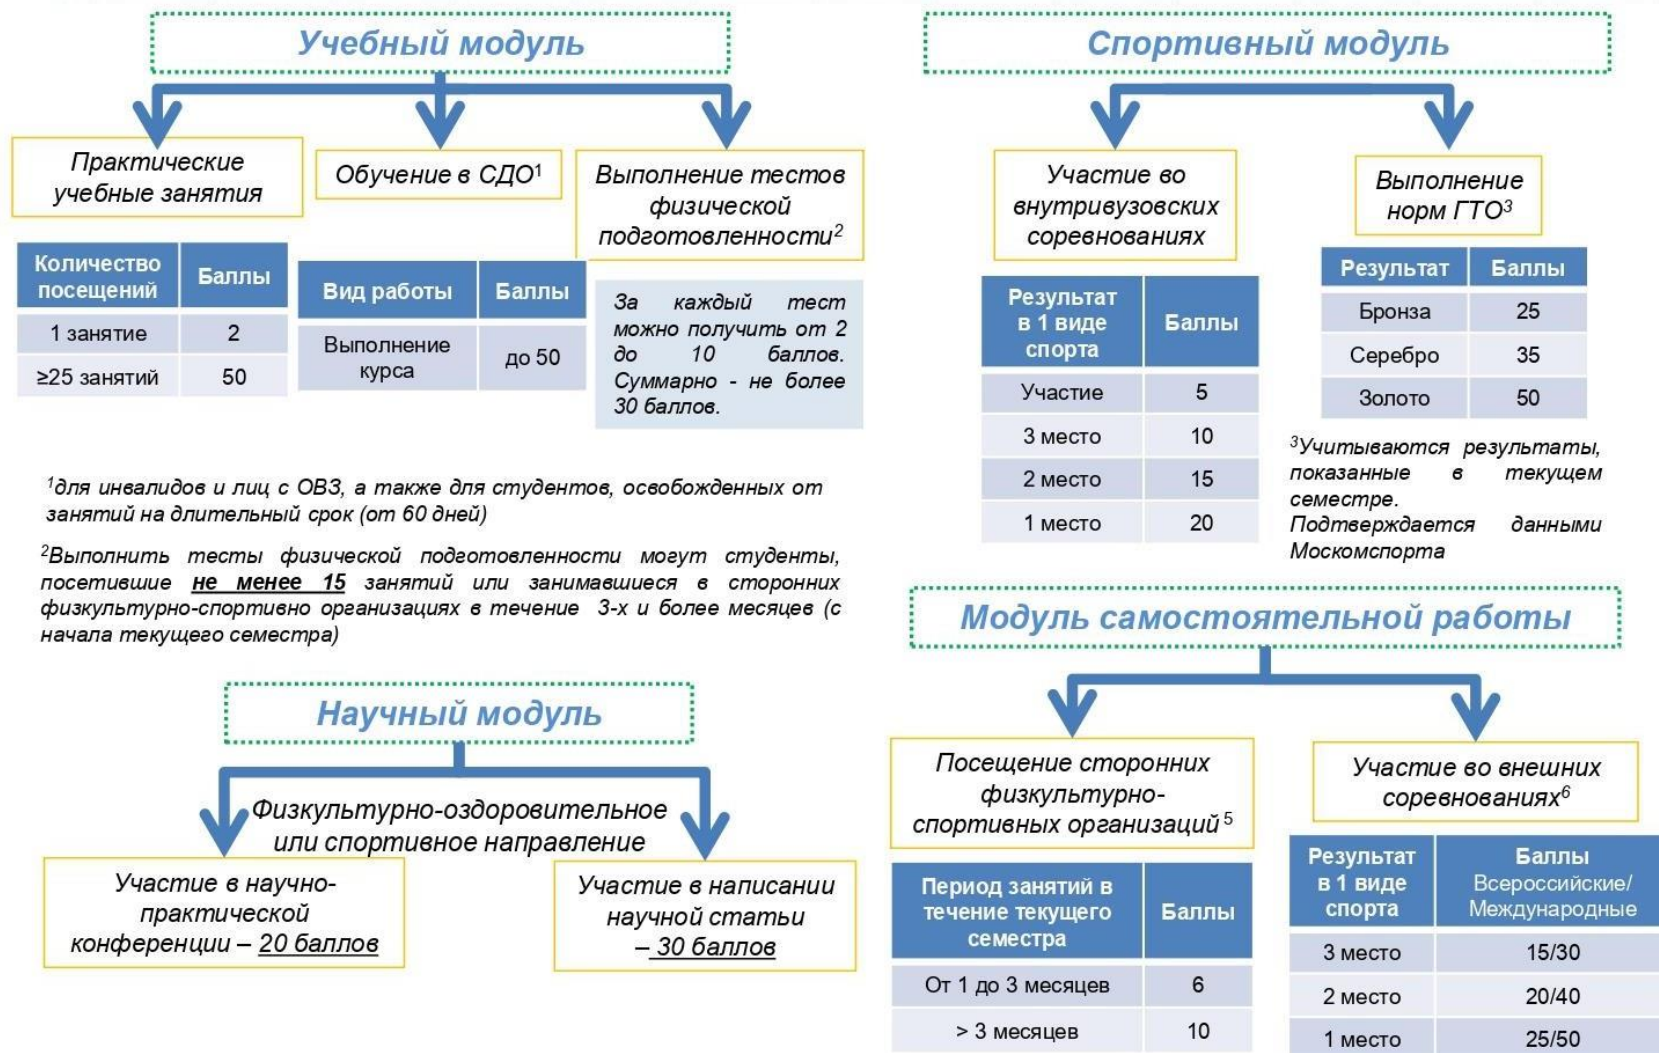 Учебный модуль
Практические
учебные занятия
Обучение в СДО¹
Выполнение тестов
физической
подготовленности²
Количество
посещений
Баллы
1 занятие
2
≥25 занятий
50
Вид работы
Баллы
Выполнение
курса
до 50
За каждый тест
можно получить от 2
до 10 баллов.
Суммарно - не более
30 баллов.
¹для инвалидов и лиц с ОВЗ, а также для студентов, освобожденных от
занятий на длительный срок (от 60 дней)
²Выполнить тесты физической подготовленности могут студенты,
посетившие не менее 15 занятий или занимавшиеся в сторонних
физкультурно-спортивно организациях в течение 3-х и более месяцев (с
начала текущего семестра)
Спортивный модуль
Участие во
внутривузовских
соревнованиях
Выполнение
норм ГТО³
Результат
в 1 виде
спорта
Баллы
Участие
5
3 место
10
2 место
15
1 место
20
Результат
Баллы
Бронза
25
Серебро
35
Золото
50
³Учитываются результаты,
показанные в текущем
семестре.
Подтверждается данными
Москомспорта
Научный модуль
Физкультурно-оздоровительное
или спортивное направление
Участие в научно-
практической
конференции – 20 баллов
Участие в написании
научной статьи
– 30 баллов
Модуль самостоятельной работы
Посещение сторонних
физкультурно-
спортивных организаций ⁵
Участие во внешних
соревнованиях⁶
Период занятий в
течение текущего
семестра
Баллы
От 1 до 3 месяцев
6
> 3 месяцев
10
Результат
в 1 виде
спорта
Баллы
Всероссийские/
Международные
3 место
15/30
2 место
20/40
1 место
25/50